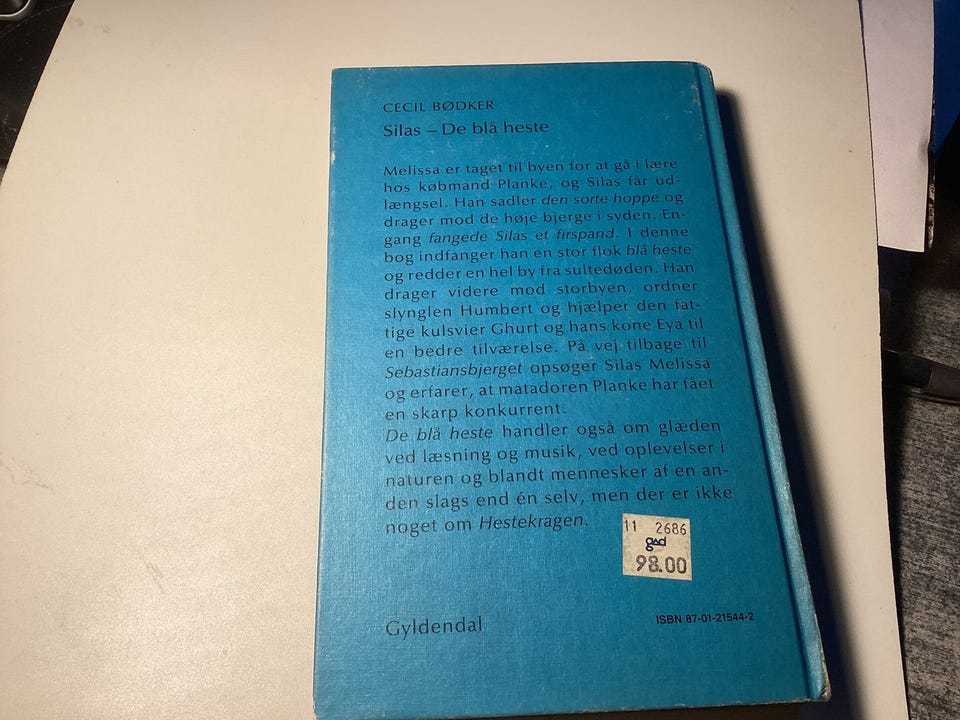 CECIL BØDKER
Silas – De blå heste
Melissa er taget til byen for at gå i lære
hos købmand Planke, og Silas får ud-
længsel. Han sadler den sorte hoppe og
drager mod de høje bjerge i syden. En-
gang fangede Silas et firspand. I denne
bog indfanger han en stor flok blå heste
og redder en hel by fra sultedøden. Han
drager videre mod storbyen, ordner
slynglen Humbert og hjælper den fat-
tige kulsvier Ghurt og hans kone Eya til
en bedre tilværelse. På vej tilbage til
Sebastiansbjerget opsøger Silas Melissa
og erfarer, at matadoren Planke har fået
en skarp konkurrent.
De blå heste handler også om glæden
ved læsning og musik, ved oplevelser i
naturen og blandt mennesker af en an-
den slags end én selv, men der er ikke
noget om Hestekragen.
11 2686
gad
98.00
Gyldendal
ISBN 87-01-21544-2